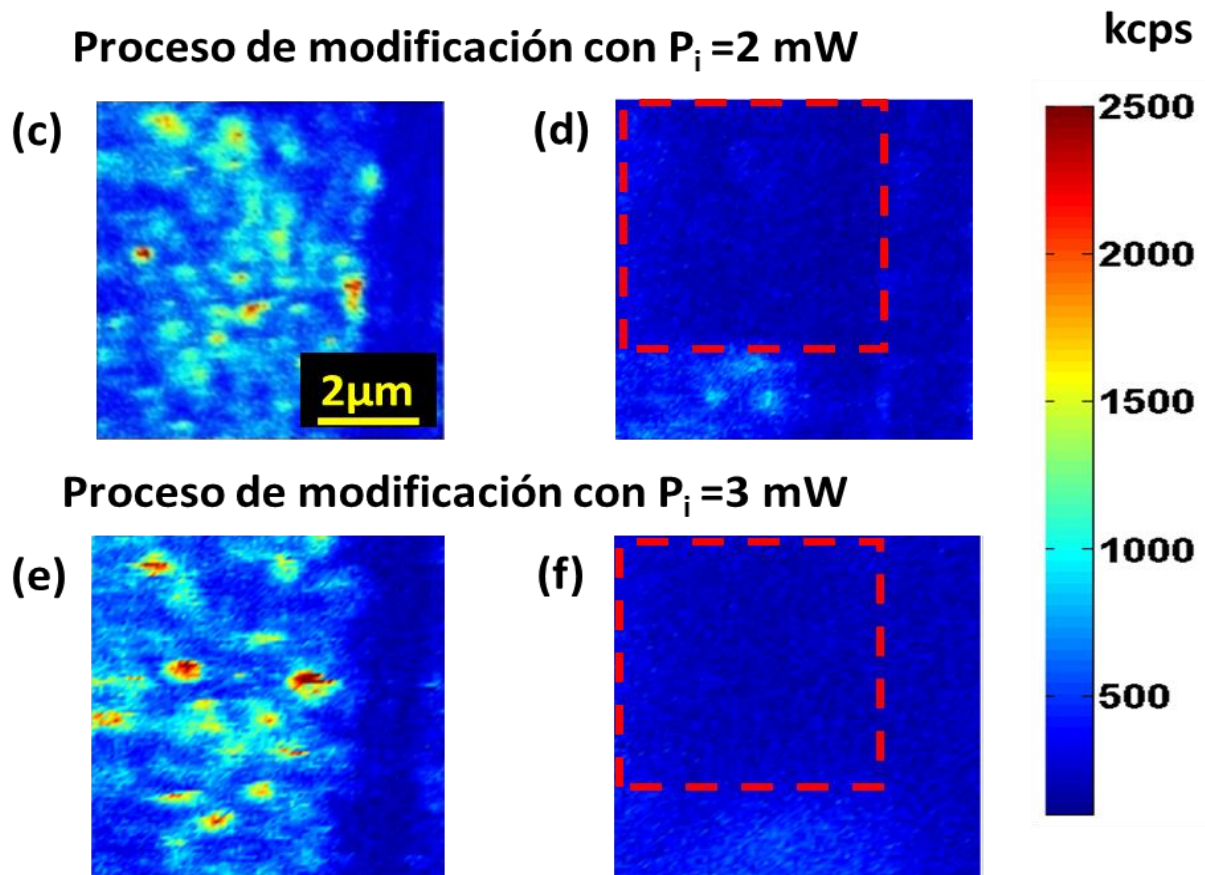 kcps
Proceso de modificación con Pi =2 mW
(c)
(d)
2μm
2500
2000
1500
1000
500
Proceso de modificación con Pi =3 mW
(e)
(f)